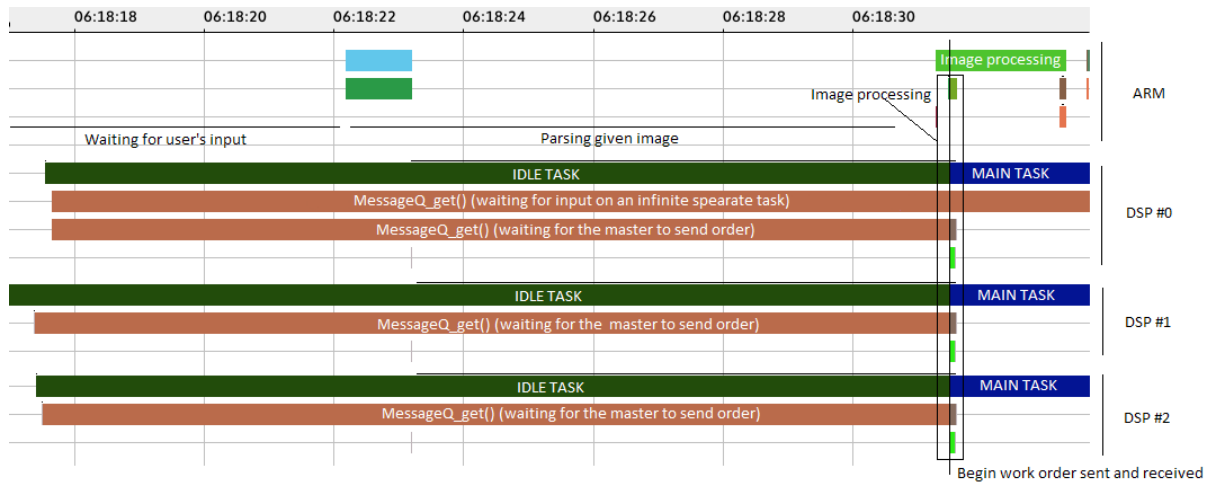 06:18:18 06:18:20 06:18:22 06:18:24 06:18:26 06:18:28 06:18:30
Image processing
Image processing
ARM
Waiting for user's input
Parsing given image
IDLE TASK
MAIN TASK
MessageQ_get() (waiting for input on an infinite spearate task)
DSP #0
MessageQ_get() (waiting for the master to send order)
IDLE TASK
MAIN TASK
MessageQ_get() (waiting for the master to send order)
DSP #1
IDLE TASK
MAIN TASK
MessageQ_get() (waiting for the master to send order)
DSP #2
Begin work order sent and received